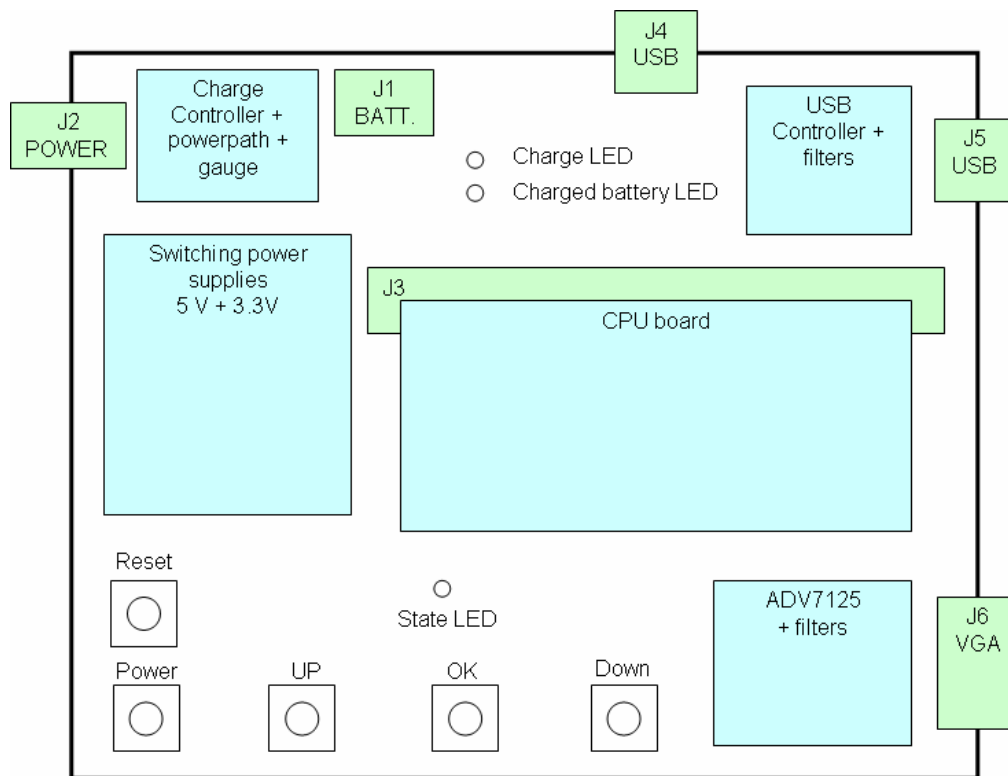 J4
USB
Charge
Controller +
powerpath +
gauge
J1
BATT.
J2
POWER
USB
Controller +
filters
J5
USB
Charge LED
Charged battery LED
Switching power
supplies
5 V + 3.3V
J3
CPU board
Reset
State LED
ADV7125
+ filters
J6
VGA
Power
UP
OK
Down